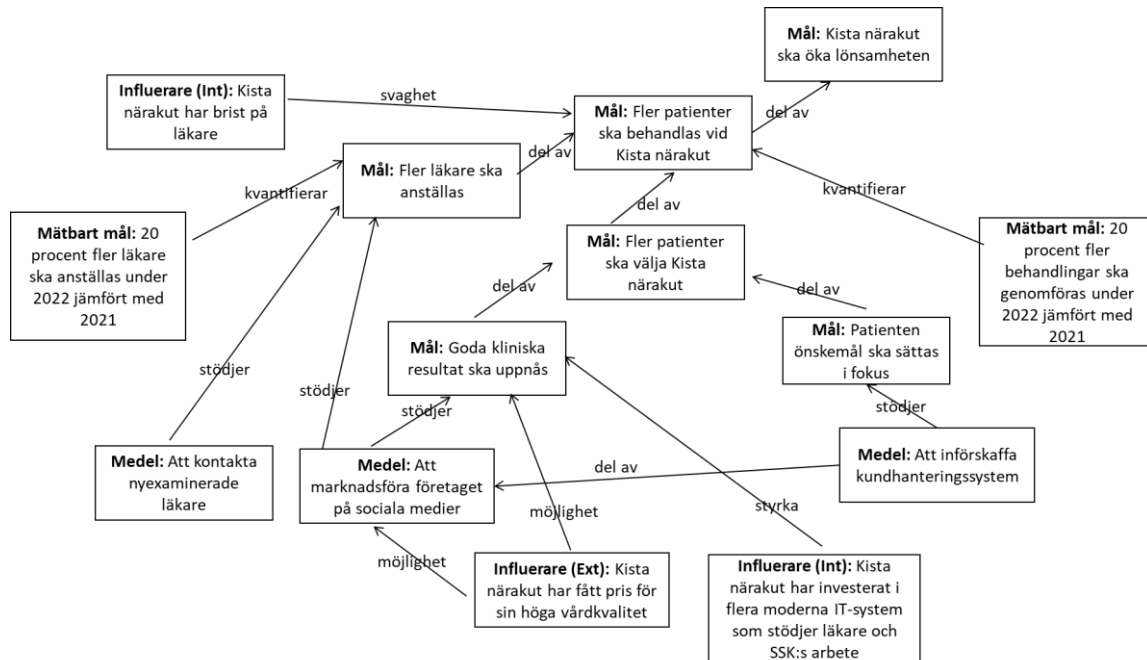 Mål: Kista närakut
ska öka lönsamheten
Influerare (Int): Kista
närakut har brist på
läkare
svaghet
Mål: Fler patienter
ska behandlas vid
Kista närakut
del av
Mål: Fler läkare ska
anställas
del av
kvantifierar
kvantifierar
Mätbart mål: 20
procent fler läkare
ska anställas under
2022 jämfört med
2021
del av
Mål: Fler patienter
ska välja Kista
närakut
Mätbart mål: 20
procent fler
behandlingar ska
genomföras under
2022 jämfört med
2021
del av
del av
Mål: Goda kliniska
resultat ska uppnås
Mål: Patienten
önskemål ska sättas
i fokus
stödjer
stödjer
stödjer
stödjer
Medel: Att kontakta
nyexaminerade
läkare
Medel: Att
marknadsföra företaget
på sociala medier
del av
Medel: Att införskaffa
kundhanteringssystem
möjlighet
styrka
möjlighet
Influerare (Ext): Kista
närakut har fått pris för
sin höga vårdkvalitet
Influerare (Int): Kista
närakut har investerat i
flera moderna IT-system
som stödjer läkare och
SSK:s arbete